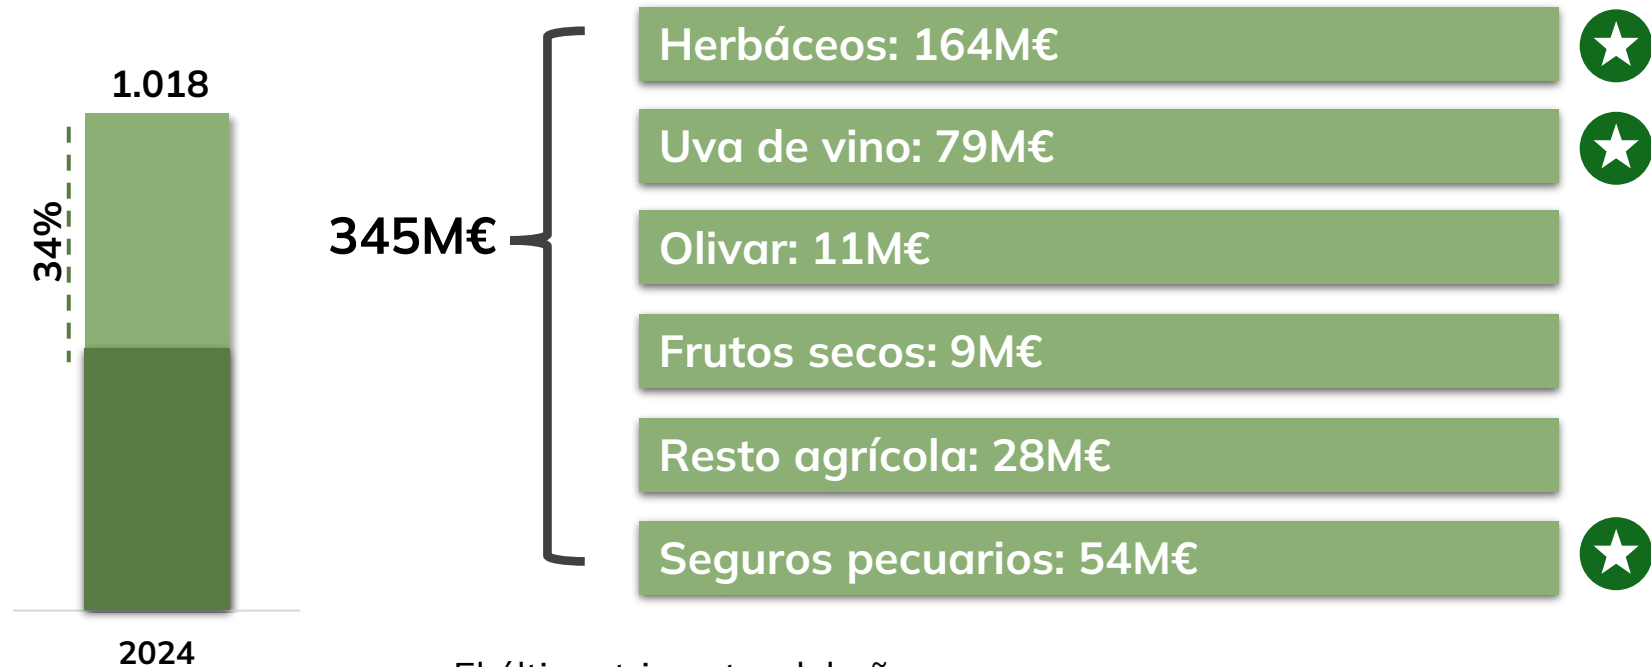 1.018
34%
2024
345M€
Herbáceos: 164M€
Uva de vino: 79M€
Olivar: 11M€
Frutos secos: 9M€
Resto agrícola: 28M€
Seguros pecuarios: 54M€